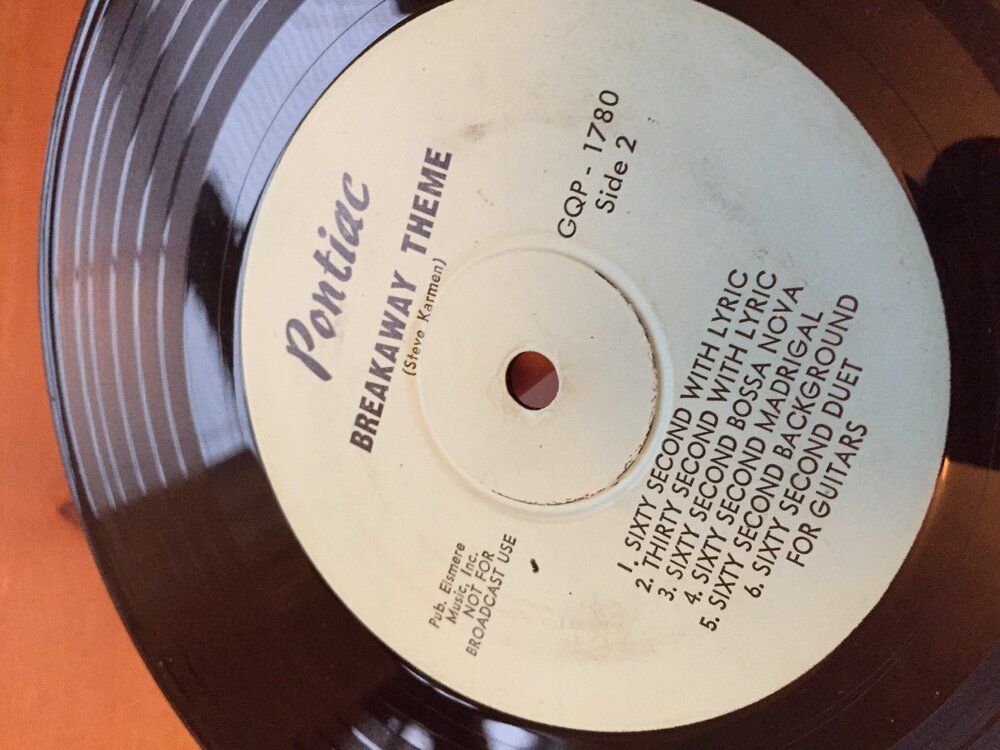 Pontiac
BREAKAWAY THEME
(Steve Karmen)
Pub. Elsmere
Music, Inc.
NOT FOR
BROADCAST USE
GQP - 1780
Side 2
1. SIXTY SECOND WITH LYRIC
2. THIRTY SECOND WITH LYRIC
3. SIXTY SECOND BOSSA NOVA
4. SIXTY SECOND MADRIGAL
5. SIXTY SECOND BACKGROUND
6. SIXTY SECOND DUET
FOR GUITARS